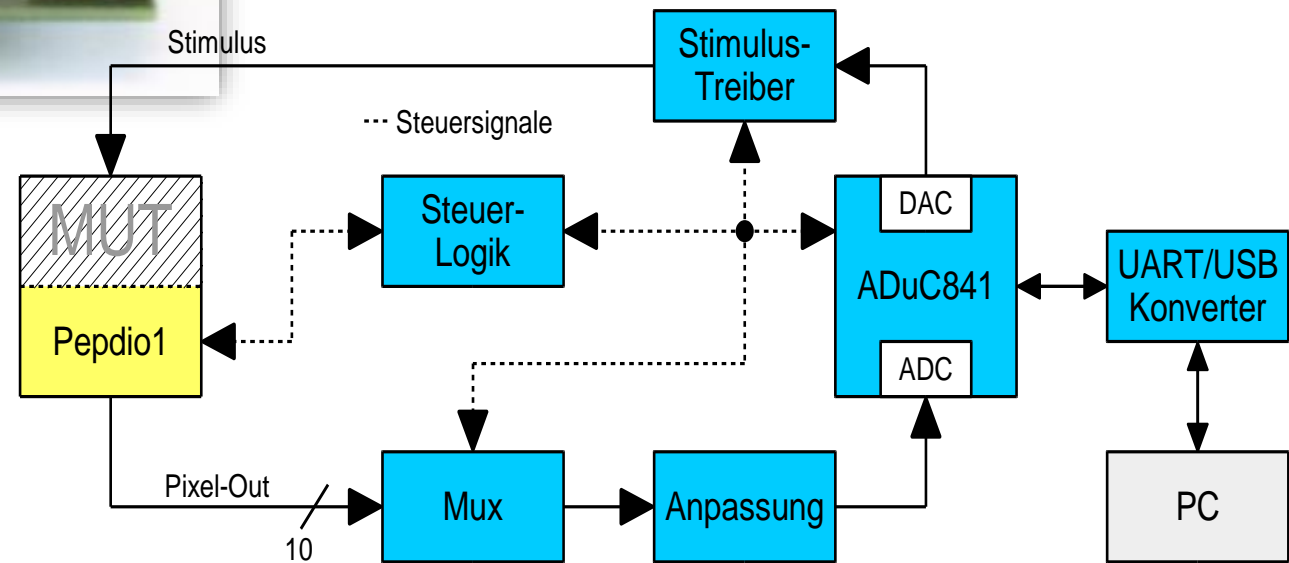 Stimulus
Stimulus-
Treiber
--- Steuersignale
MUT
Steuer-
Logik
DAC
ADuC841
UART/USB
Konverter
Pepdio1
ADC
Pixel-Out
10
Mux
Anpassung
PC